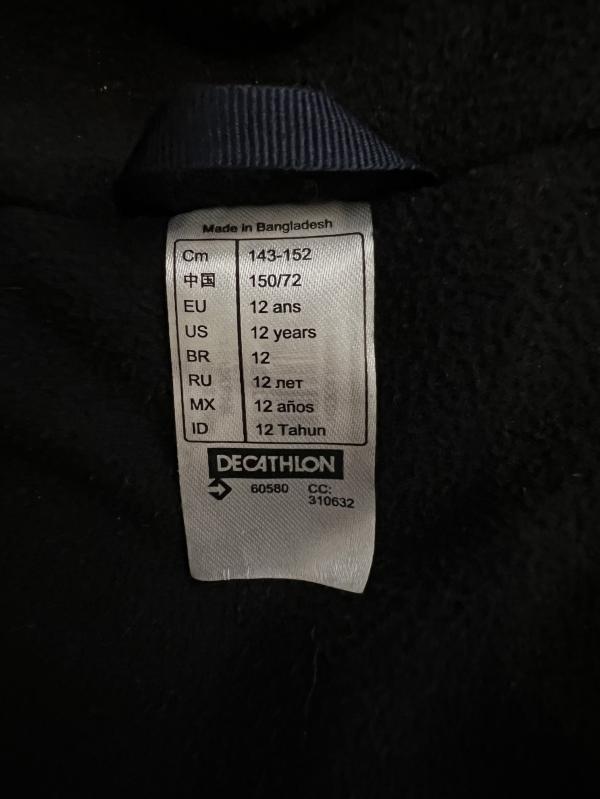 Made in Bangladesh
Cm 143-152
中国 150/72
EU 12 ans
US 12 years
BR 12
RU 12 лет
MX 12 años
ID 12 Tahun
DECATHLON
60580 CC:
310632